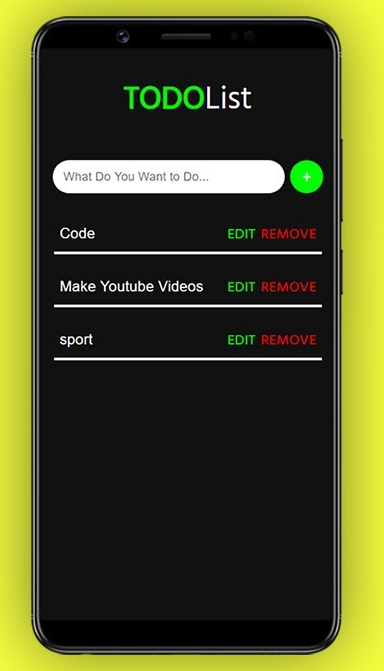 TODOList
What Do You Want to Do...
+
Code EDIT REMOVE
Make Youtube Videos EDIT REMOVE
sport EDIT REMOVE